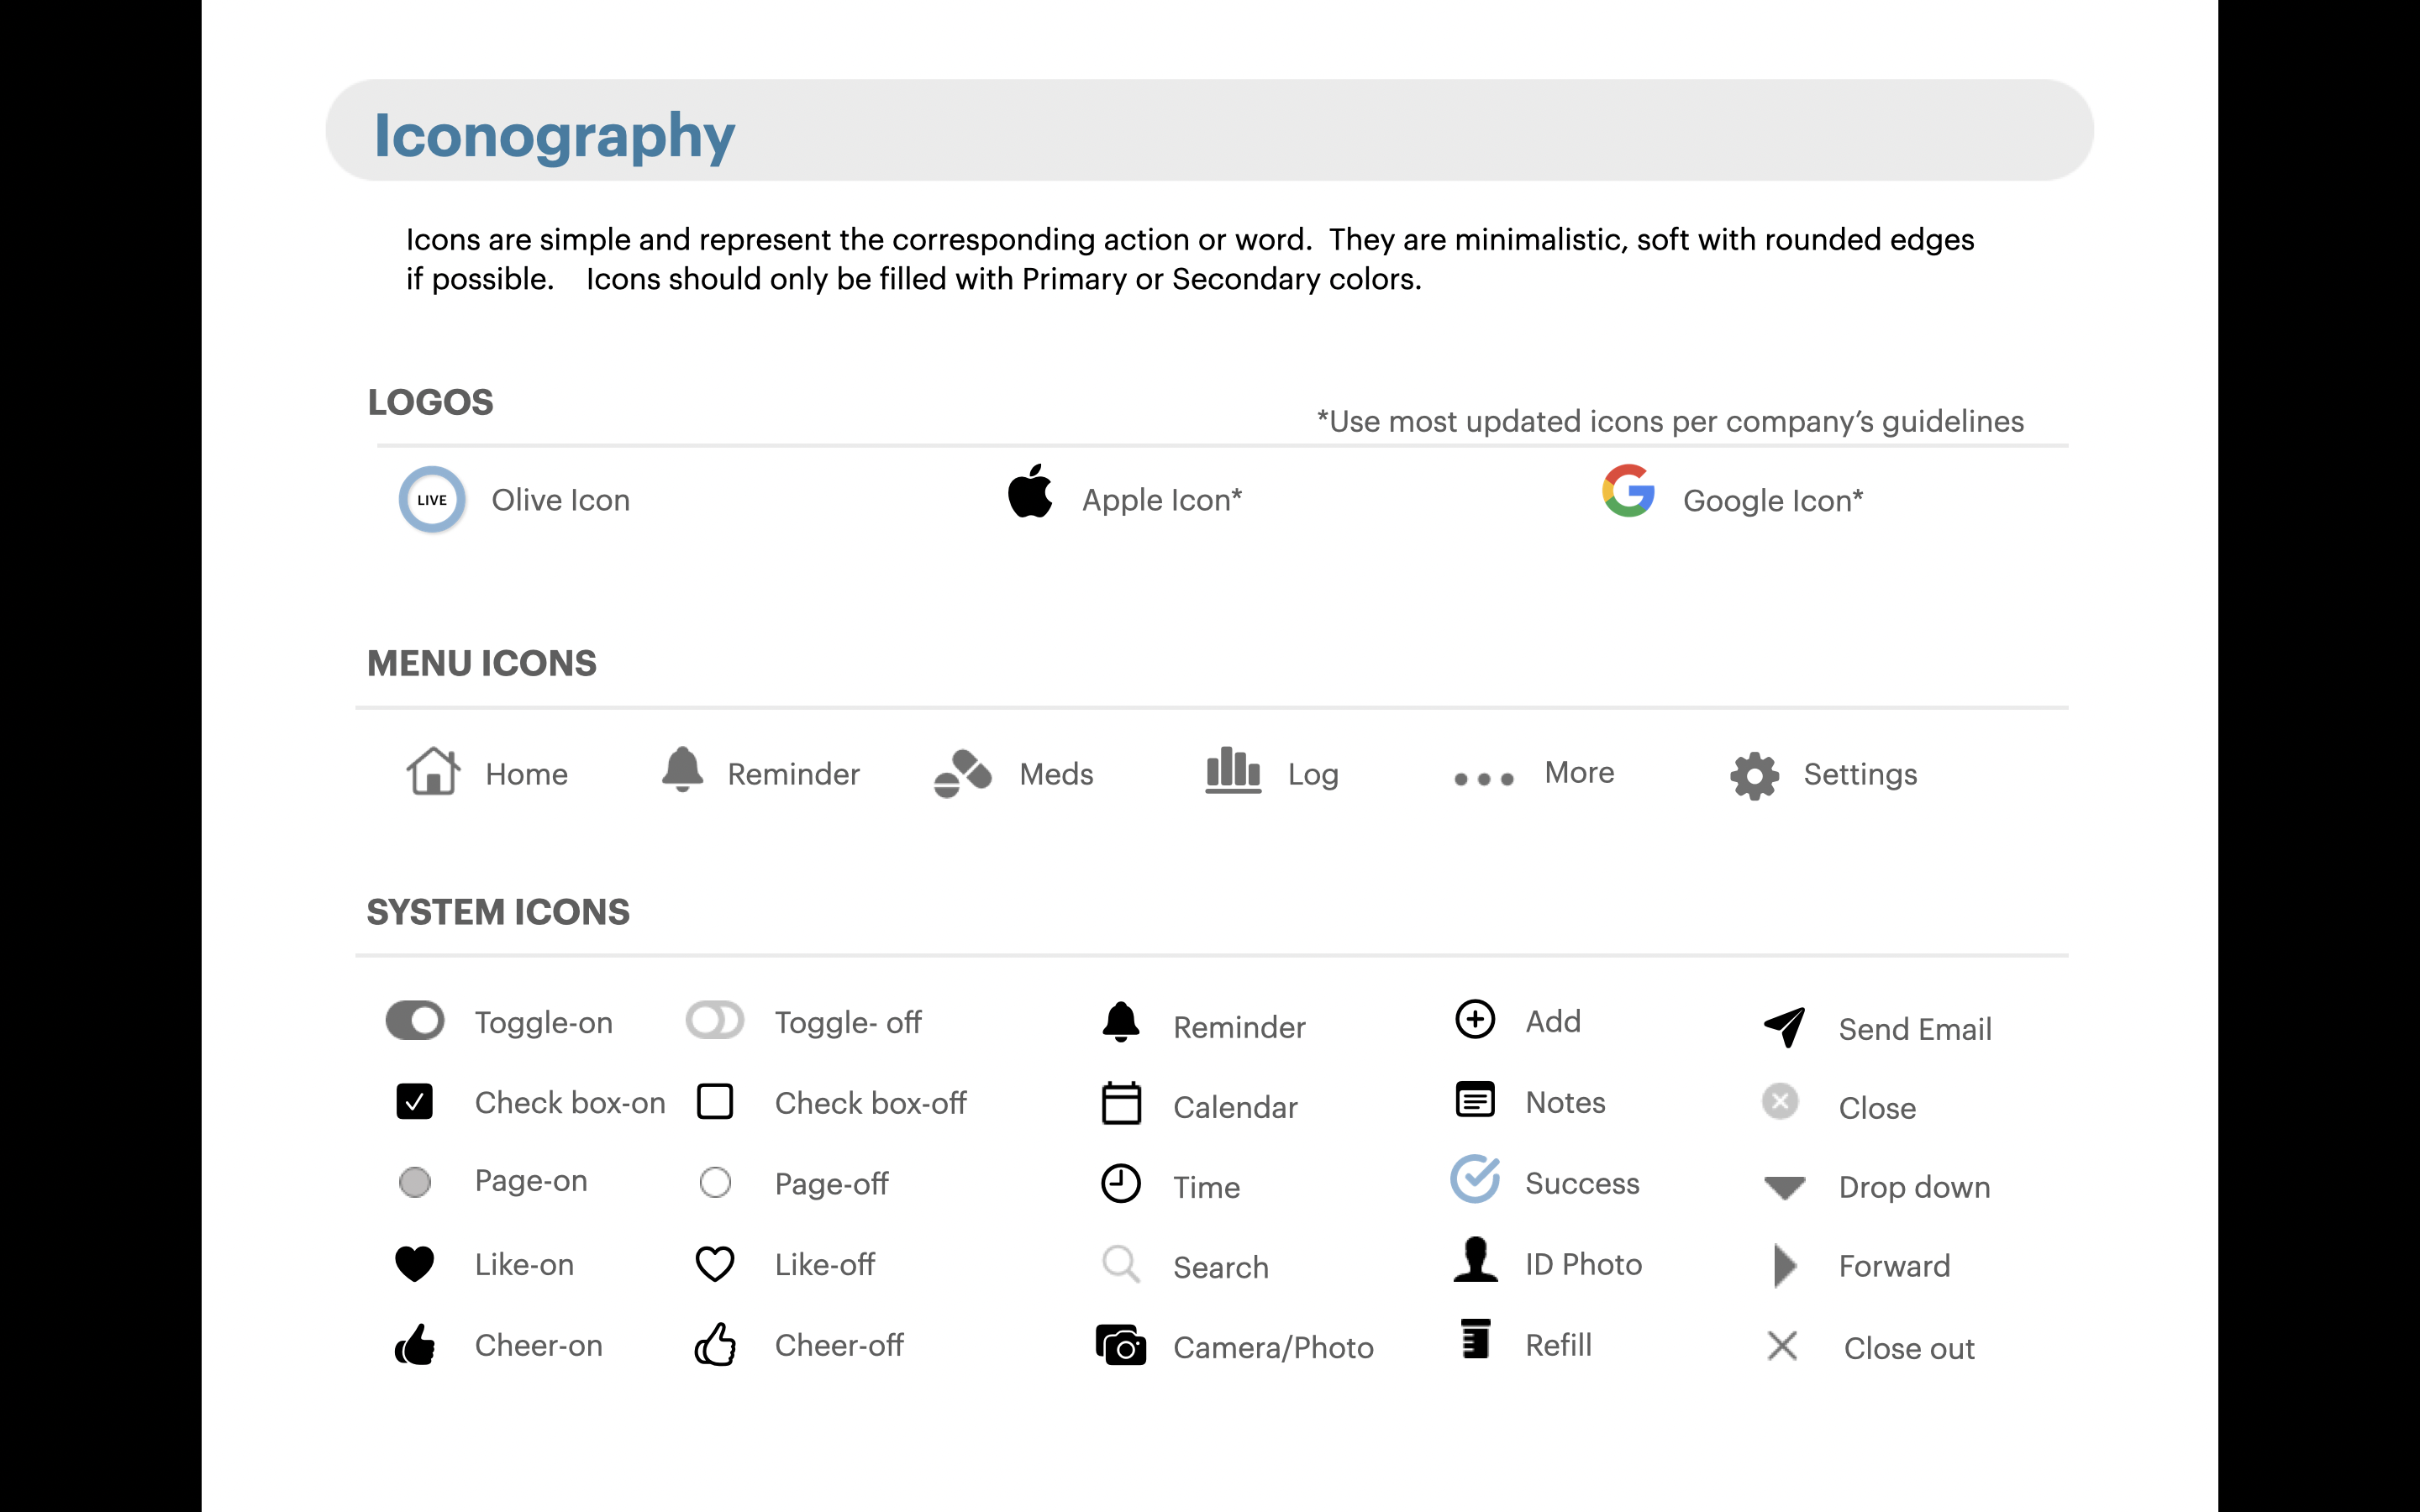 Iconography
Icons are simple and represent the corresponding action or word.  They are minimalistic, soft with rounded edges
if possible.    Icons should only be filled with Primary or Secondary colors.
LOGOS
*Use most updated icons per company’s guidelines
LIVE Olive Icon
Apple Icon*
Google Icon*
MENU ICONS
Home
Reminder
Meds
Log
More
Settings
SYSTEM ICONS
Toggle-on
Toggle- off
Reminder
Add
Send Email
Check box-on
Check box-off
Calendar
Notes
Close
Page-on
Page-off
Time
Success
Drop down
Like-on
Like-off
Search
ID Photo
Forward
Cheer-on
Cheer-off
Camera/Photo
Refill
Close out